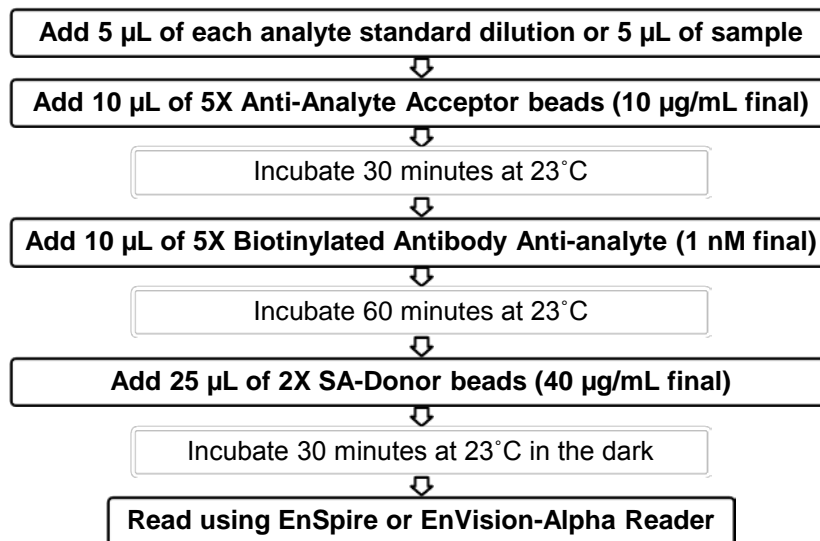 Add 5 µL of each analyte standard dilution or 5 µL of sample
Add 10 µL of 5X Anti-Analyte Acceptor beads (10 µg/mL final)
Incubate 30 minutes at 23˚C
Add 10 µL of 5X Biotinylated Antibody Anti-analyte (1 nM final)
Incubate 60 minutes at 23˚C
Add 25 µL of 2X SA-Donor beads (40 µg/mL final)
Incubate 30 minutes at 23˚C in the dark
Read using EnSpire or EnVision-Alpha Reader